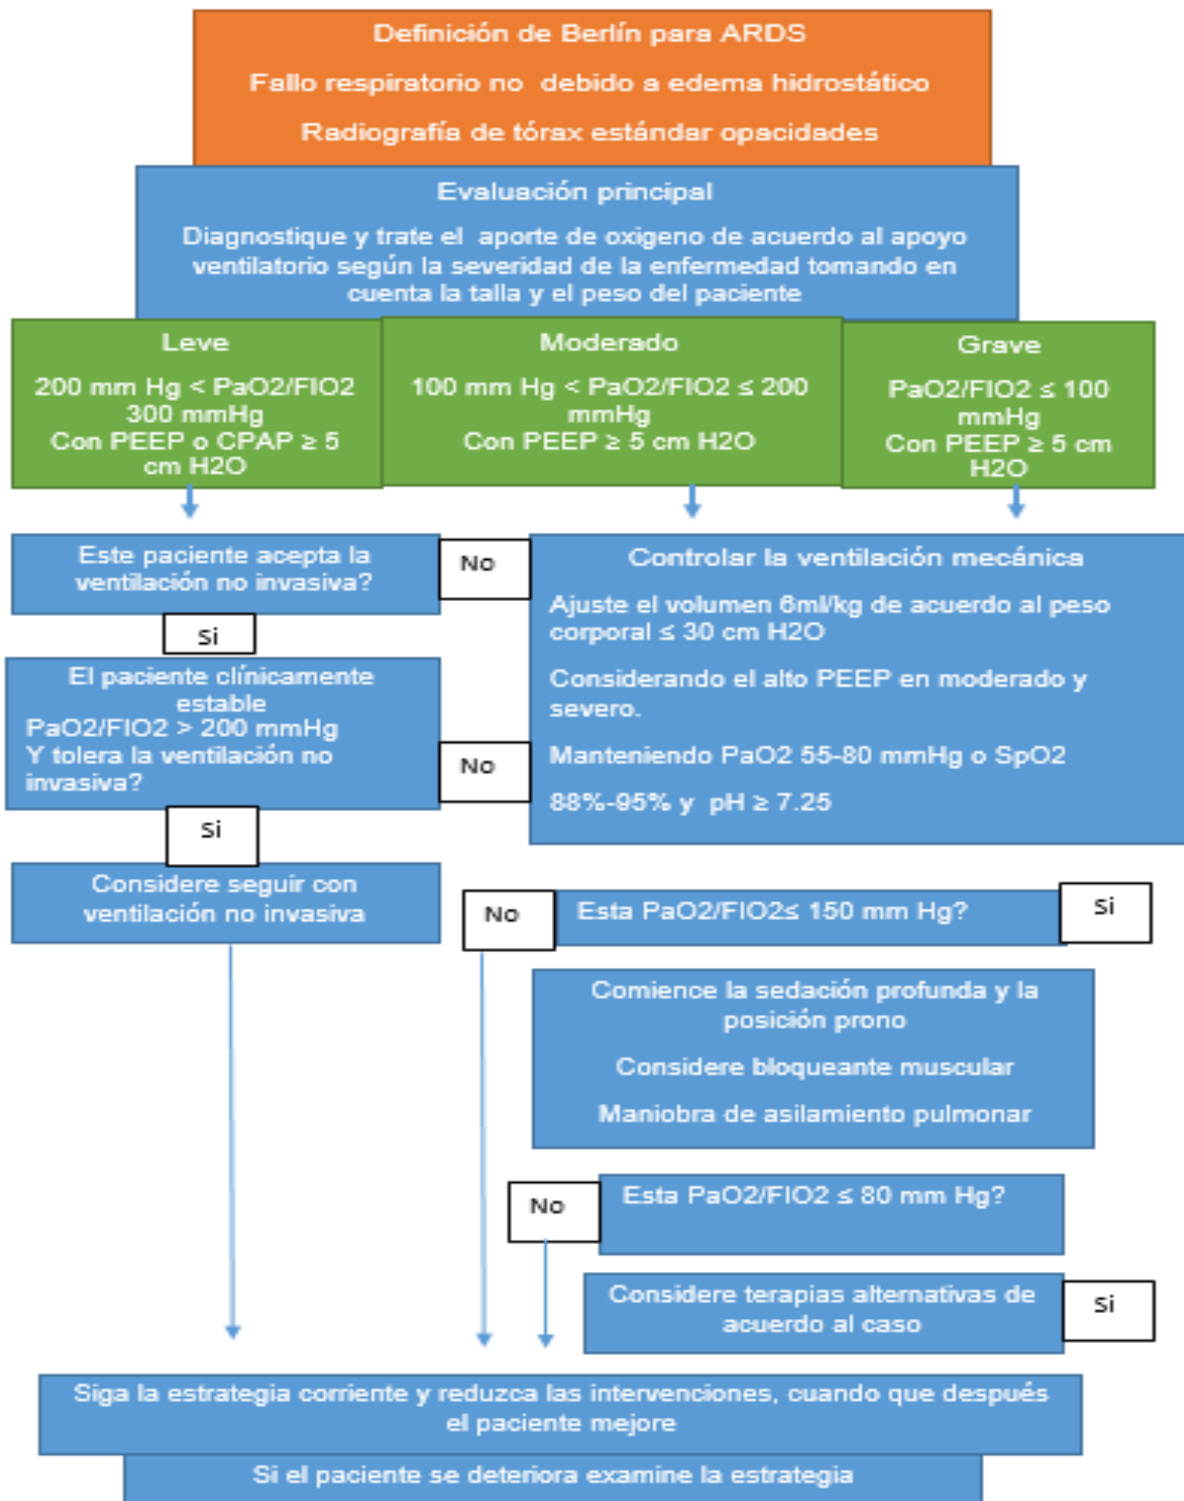 Definición de Berlín para ARDS
Fallo respiratorio no debido a edema hidrostático
Radiografía de tórax estándar opacidades
Evaluación principal
Diagnostique y trate el aporte de oxigeno de acuerdo al apoyo
ventilatorio según la severidad de la enfermedad tomando en
cuenta la talla y el peso del paciente
Leve
200 mm Hg < PaO2/FIO2
300 mmHg
Con PEEP o CPAP ≥ 5
cm H2O
Moderado
100 mm Hg < PaO2/FIO2 ≤ 200
mmHg
Con PEEP ≥ 5 cm H2O
Grave
PaO2/FIO2 ≤ 100
mmHg
Con PEEP ≥ 5 cm
H2O
Este paciente acepta la
ventilación no invasiva?
No
Si
El paciente clínicamente
estable
PaO2/FIO2 > 200 mmHg
Y tolera la ventilación no
invasiva?
No
Si
Considere seguir con
ventilación no invasiva
Controlar la ventilación mecánica
Ajuste el volumen 6ml/kg de acuerdo al peso
corporal ≤ 30 cm H2O
Considerando el alto PEEP en moderado y
severo.
Manteniendo PaO2 55-80 mmHg o SpO2
88%-95% y pH ≥ 7.25
No
Esta PaO2/FIO2≤ 150 mm Hg?
Si
Comience la sedación profunda y la
posición prono
Considere bloqueante muscular
Maniobra de asilamiento pulmonar
No
Esta PaO2/FIO2 ≤ 80 mm Hg?
Considere terapias alternativas de
acuerdo al caso
Si
Siga la estrategia corriente y reduzca las intervenciones, cuando que después
el paciente mejore
Si el paciente se deteriora examine la estrategia